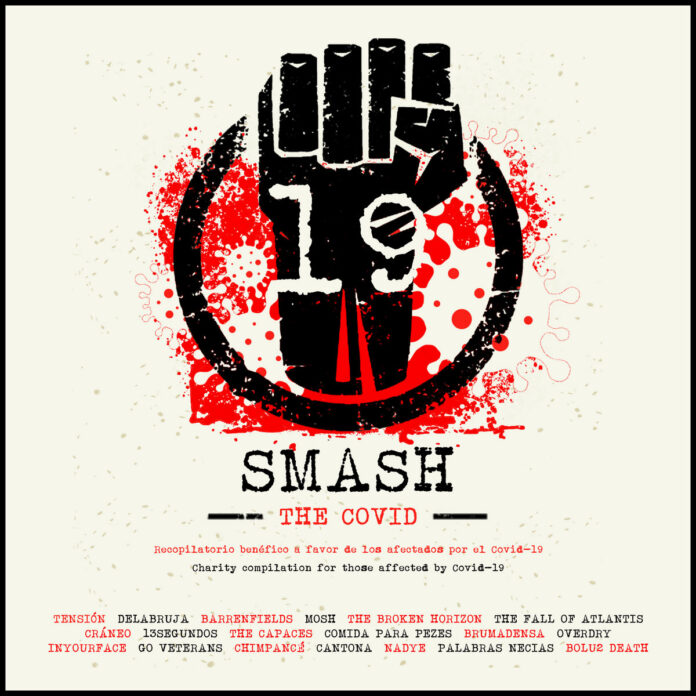 19
SMASH
THE COVID
Recopilatorio benéfico a favor de los afectados por el Covid-19
Charity compilation for those affected by Covid-19
TENSIÓN DELABRUJA BARRENFIELDS MOSH THE BROKEN HORIZON THE FALL OF ATLANTIS
CRÁNEO 13SEGUNDOS THE CAPACES COMIDA PARA PEZES BRUMADENSA OVERDRY
INYOURFACE GO VETERANS CHIMPANCÉ CANTONA NADYE PALABRAS NECIAS BOLU2 DEATH